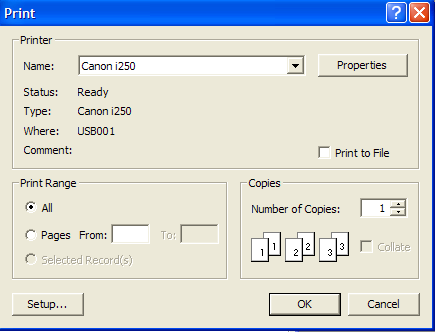 Print
Printer
Name: Canon i250 Properties
Status: Ready
Type: Canon i250
Where: USB001
Comment:
Print to File
Print Range
All
Pages From: To:
Selected Record(s)
Copies
Number of Copies: 1
1 1 2 2 3 3
Collate
Setup... OK Cancel